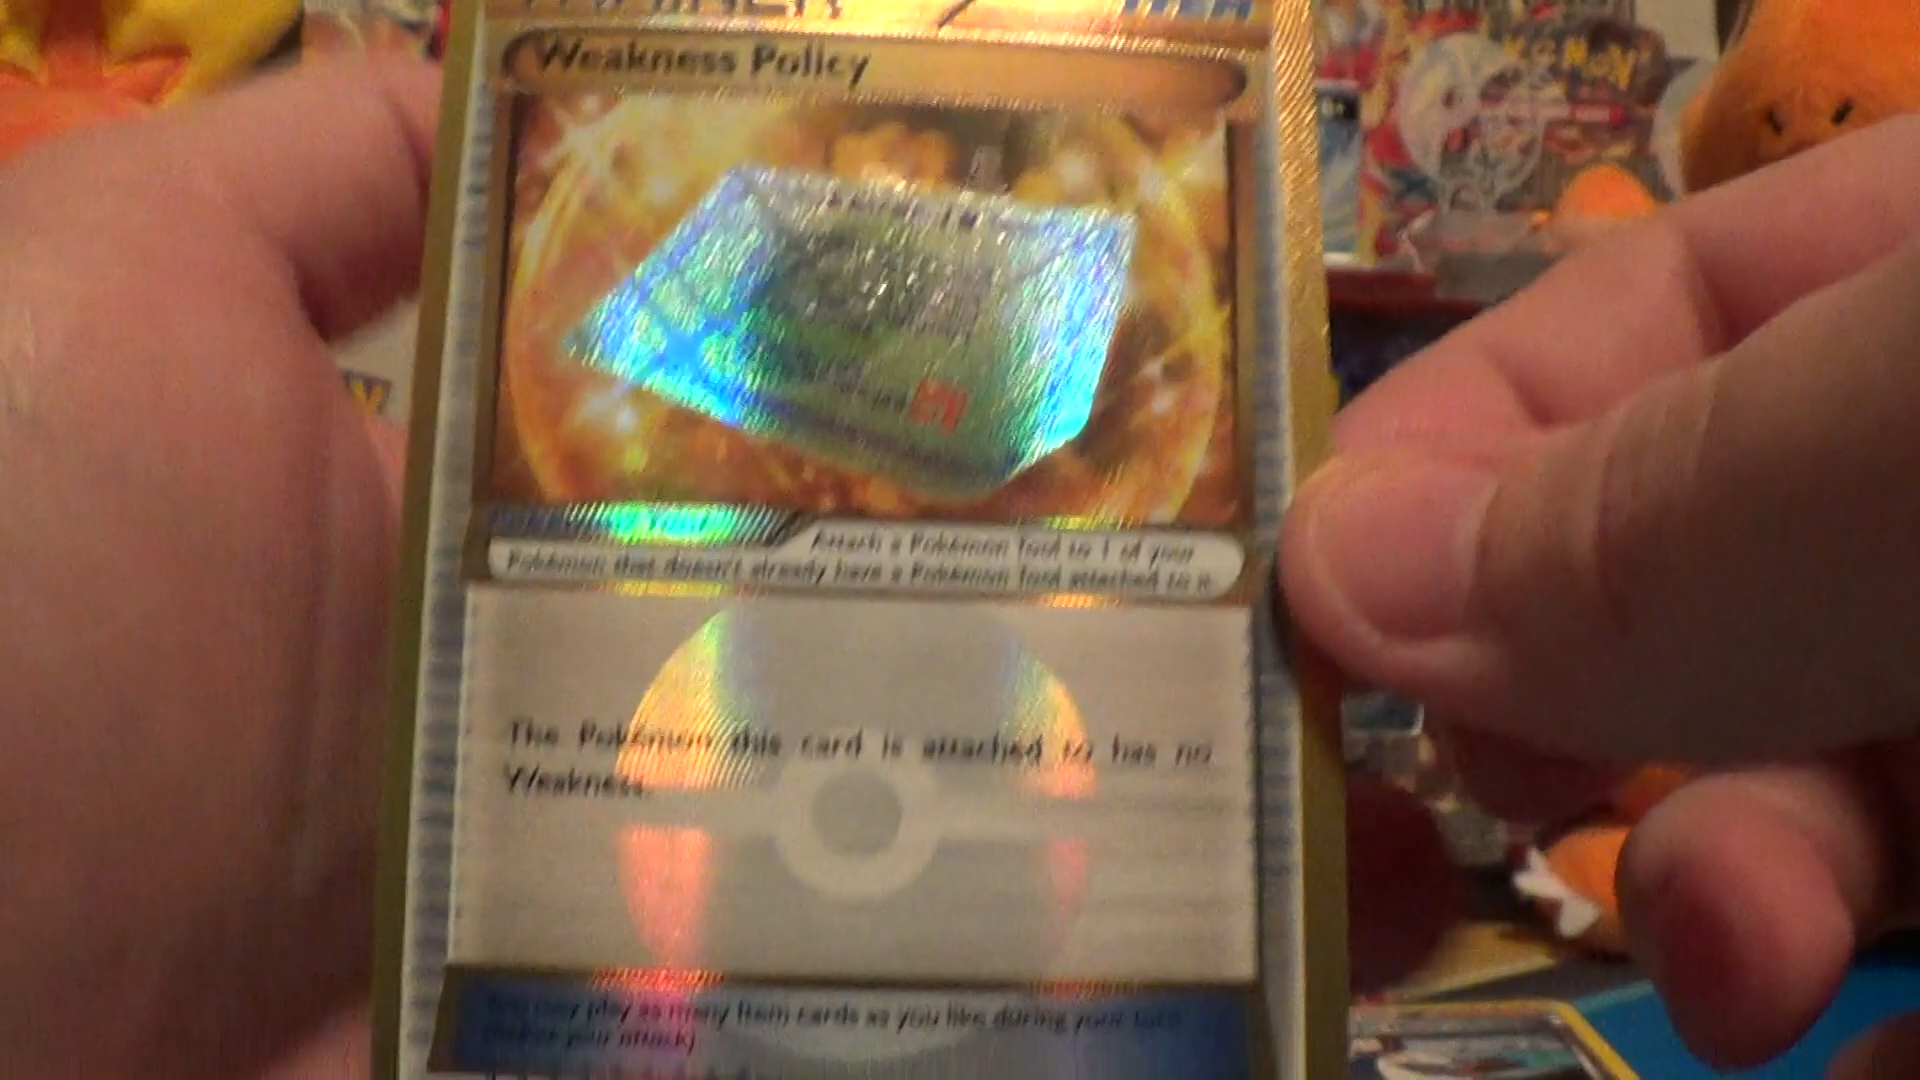 Weakness Policy
Attach a Pokémon Tool to 1 of your
Pokémon that doesn't already have a Pokémon Tool attached to it.
The Pokémon this card is attached to has no
Weakness.
You may play as many Item cards as you like during your turn
(before your attack)